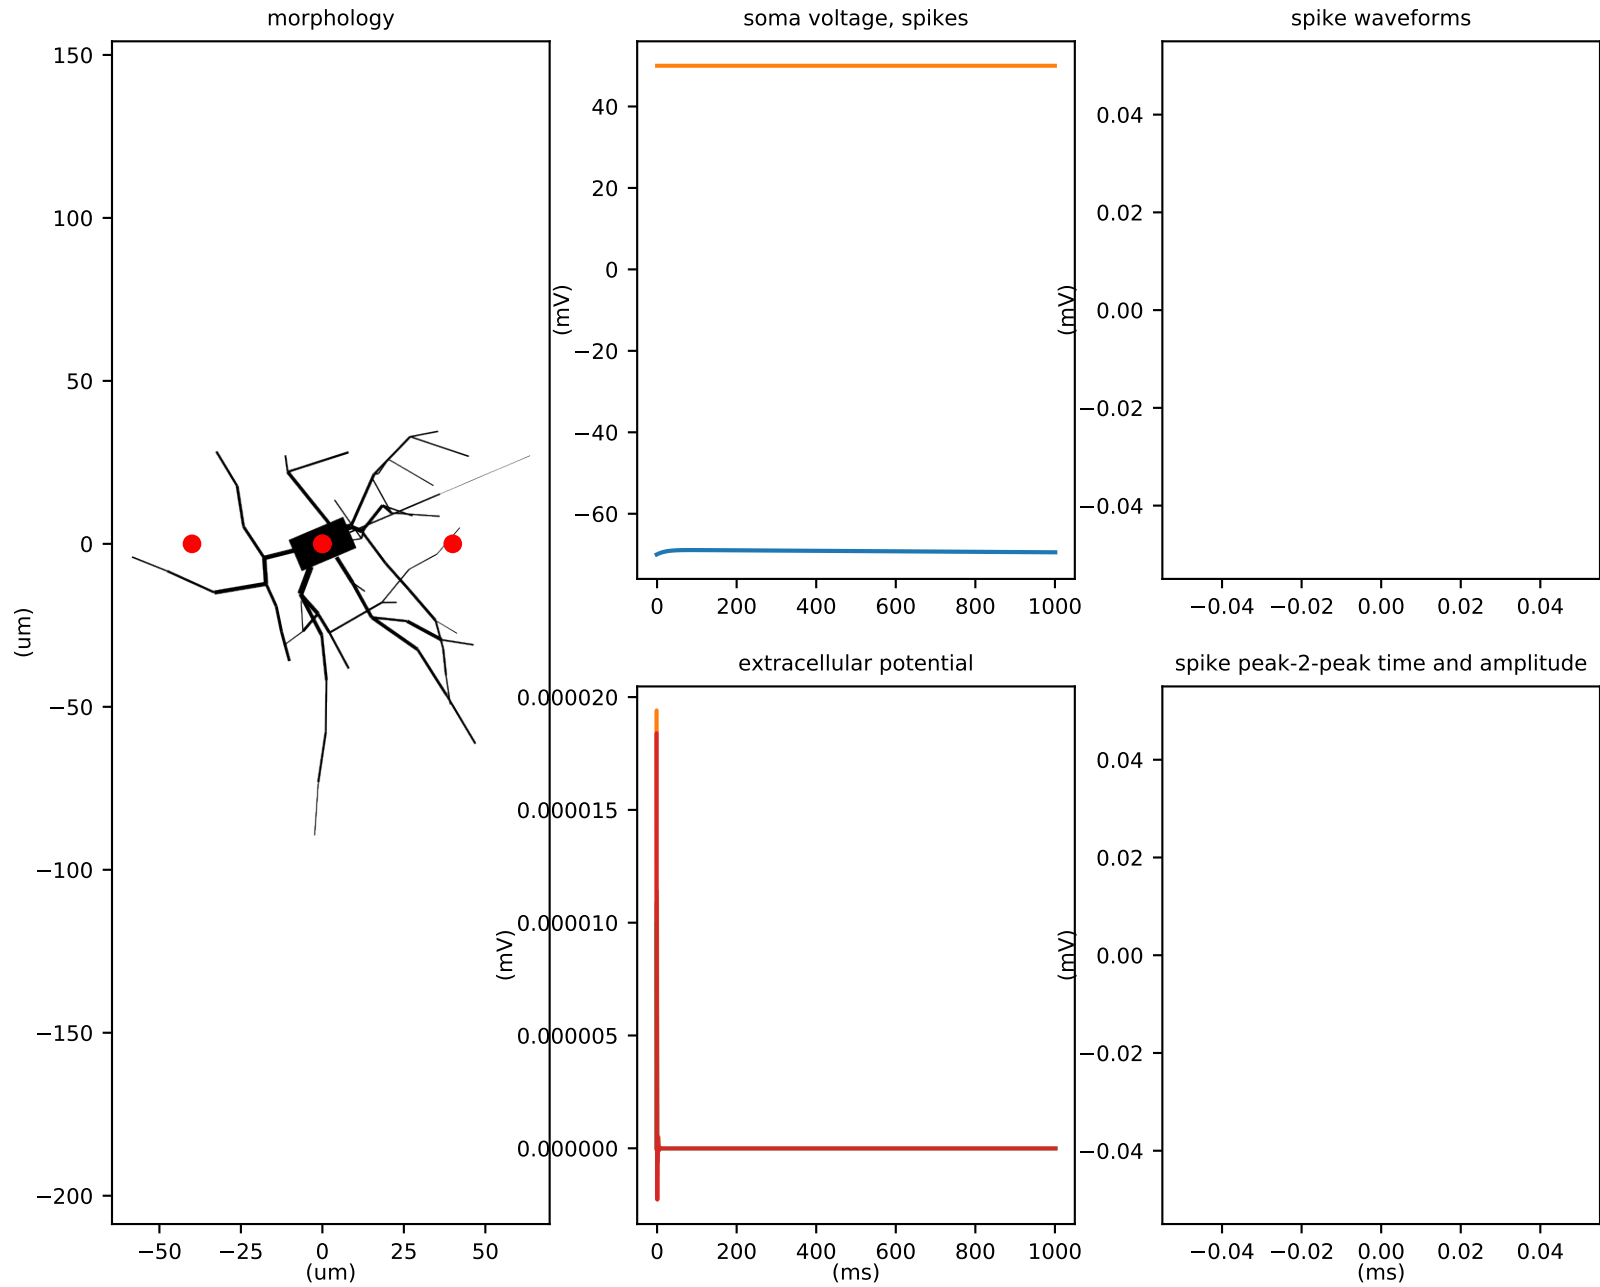 morphology
150
100
50
0
−50
−100
−150
−200
(um)
−50 −25 0 25 50
(um)
soma voltage, spikes
40
20
0
−20
−40
−60
(mV)
0 200 400 600 800 1000
spike waveforms
0.04
0.02
0.00
−0.02
−0.04
(mV)
−0.04 −0.02 0.00 0.02 0.04
extracellular potential
0.000020
0.000015
0.000010
0.000005
0.000000
(mV)
0 200 400 600 800 1000
(ms)
spike peak-2-peak time and amplitude
0.04
0.02
0.00
−0.02
−0.04
(mV)
−0.04 −0.02 0.00 0.02 0.04
(ms)